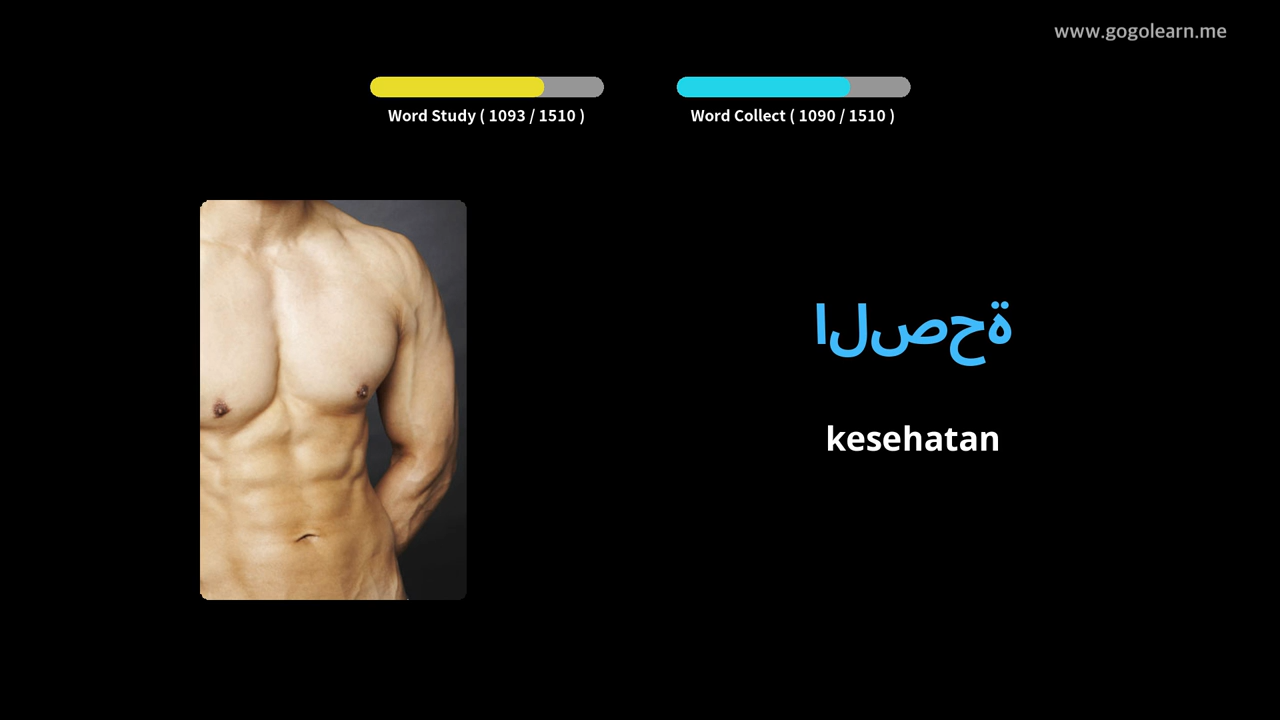 www.gogolearn.me
Word Study ( 1093 / 1510 )
Word Collect ( 1090 / 1510 )
الصحة
kesehatan